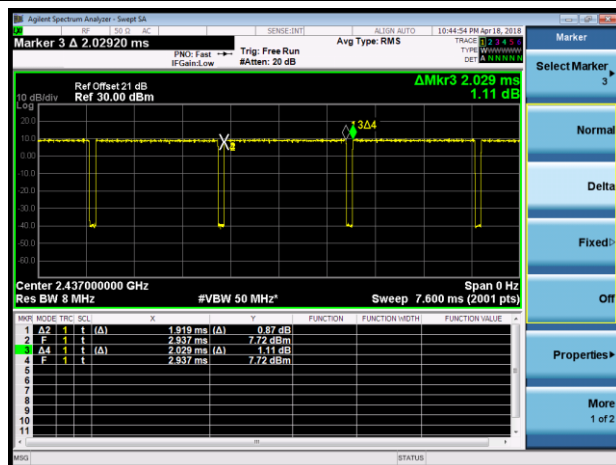 Agilent Spectrum Analyzer - Swept SA
RF 50 Ω AC SENSE:INT ALIGN AUTO 10:44:54 PM Apr 18, 2018
Marker 3 Δ 2.02920 ms
PNO: Fast
IFGain:Low
Trig: Free Run
#Atten: 20 dB
Avg Type: RMS
TRACE 1 2 3 4 5 6
TYPE WWWWWW
DET A N N N N N
Ref Offset 21 dB
10 dB/div Ref 30.00 dBm
ΔMkr3 2.029 ms
1.11 dB
Log
20.0
10.0
0.00
-10.0
-20.0
-30.0
-40.0
-50.0
-60.0
1 3Δ4
Center 2.437000000 GHz Span 0 Hz
Res BW 8 MHz #VBW 50 MHz* Sweep 7.600 ms (2001 pts)
MKR MODE TRC SCL X Y FUNCTION FUNCTION WIDTH FUNCTION VALUE
1 Δ2 1 t (Δ) 1.919 ms (Δ) 0.87 dB
2 F 1 t 2.937 ms 7.72 dBm
3 Δ4 1 t (Δ) 2.029 ms (Δ) 1.11 dB
4 F 1 t 2.937 ms 7.72 dBm
5
6
7
8
9
10
11
MSG STATUS
Marker
Select Marker
3
Normal
Delta
Fixed
Off
Properties
More
1 of 2